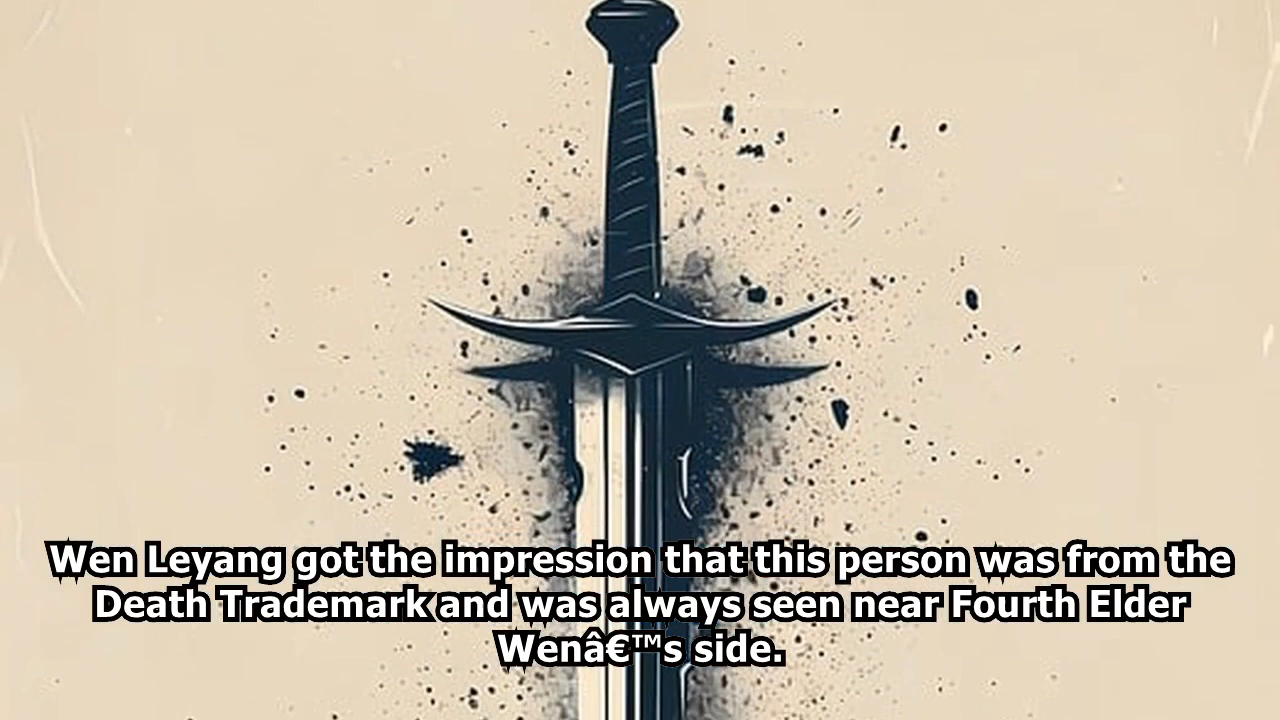 Wen Leyang got the impression that this person was from the
Death Trademark and was always seen near Fourth Elder
Wenâ€™s side.